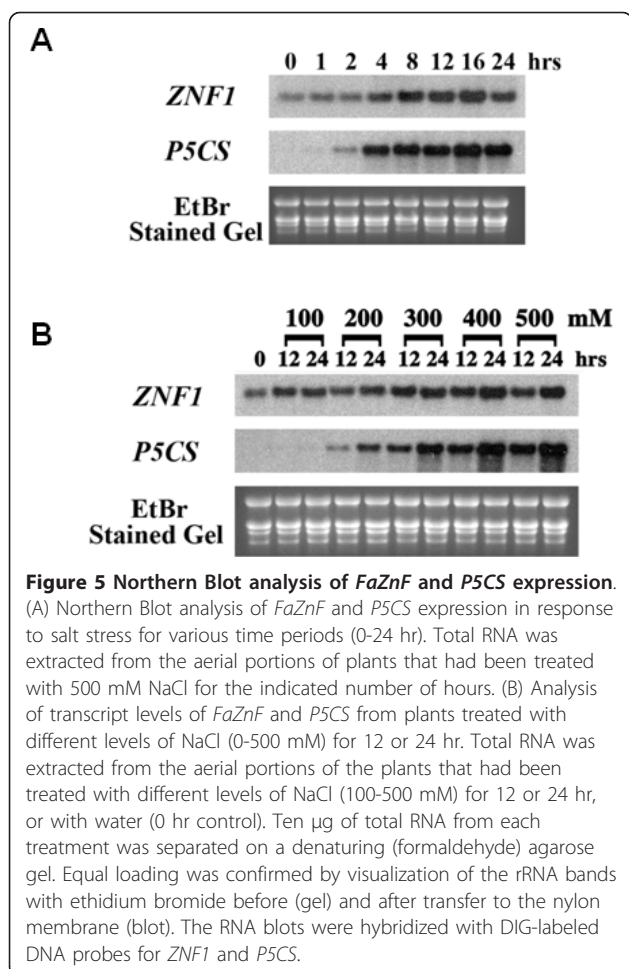 A
0 1 2 4 8 12 16 24 hrs
ZNF1
P5CS
EtBr
Stained Gel
B
100 200 300 400 500 mM
0 12 24 12 24 12 24 12 24 12 24 hrs
ZNF1
P5CS
EtBr
Stained Gel
Figure 5 Northern Blot analysis of FaZnF and P5CS expression.
(A) Northern Blot analysis of FaZnF and P5CS expression in response
to salt stress for various time periods (0-24 hr). Total RNA was
extracted from the aerial portions of plants that had been treated
with 500 mM NaCl for the indicated number of hours. (B) Analysis
of transcript levels of FaZnF and P5CS from plants treated with
different levels of NaCl (0-500 mM) for 12 or 24 hr. Total RNA was
extracted from the aerial portions of the plants that had been
treated with different levels of NaCl (100-500 mM) for 12 or 24 hr,
or with water (0 hr control). Ten μg of total RNA from each
treatment was separated on a denaturing (formaldehyde) agarose
gel. Equal loading was confirmed by visualization of the rRNA bands
with ethidium bromide before (gel) and after transfer to the nylon
membrane (blot). The RNA blots were hybridized with DIG-labeled
DNA probes for ZNF1 and P5CS.